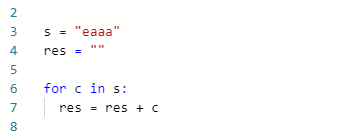 2
3 s = "eaaa"
4 res = ""
5
6 for c in s:
7   res = res + c
8